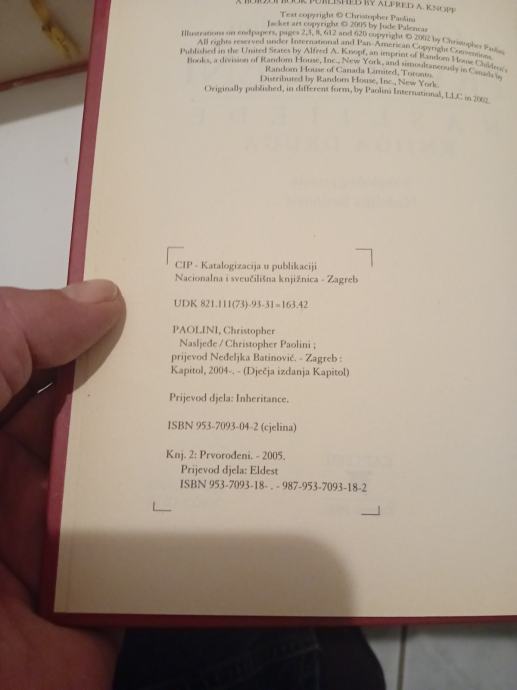 A BORZOI BOOK PUBLISHED BY ALFRED A. KNOPF
Text copyright © Christopher Paolini
Jacket art copyright © 2005 by Jude Palencar
Illustrations on endpapers, pages 2,3, 8, 612 and 620 copyright © 2002 by Christopher Paolini
All rights reserved under International and Pan-American Copyright Conventions.
Published in the United States by Alfred A. Knopf, an imprint of Random House Children's
Books, a division of Random House, Inc., New York, and simultaneously in Canada by
Random House of Canada Limited, Toronto.
Distributed by Random House, Inc., New York.
Originally published, in different form, by Paolini International, LLC in 2002.
CIP - Katalogizacija u publikaciji
Nacionalna i sveučilišna knjižnica - Zagreb
UDK 821.111(73)-93-31=163.42
PAOLINI, Christopher
Nasljeđe / Christopher Paolini ;
prijevod Neđeljka Batinović. - Zagreb :
Kapitol, 2004-. - (Dječja izdanja Kapitol)
Prijevod djela: Inheritance.
ISBN 953-7093-04-2 (cjelina)
Knj. 2: Prvorođeni. - 2005.
Prijevod djela: Eldest
ISBN 953-7093-18- . - 987-953-7093-18-2